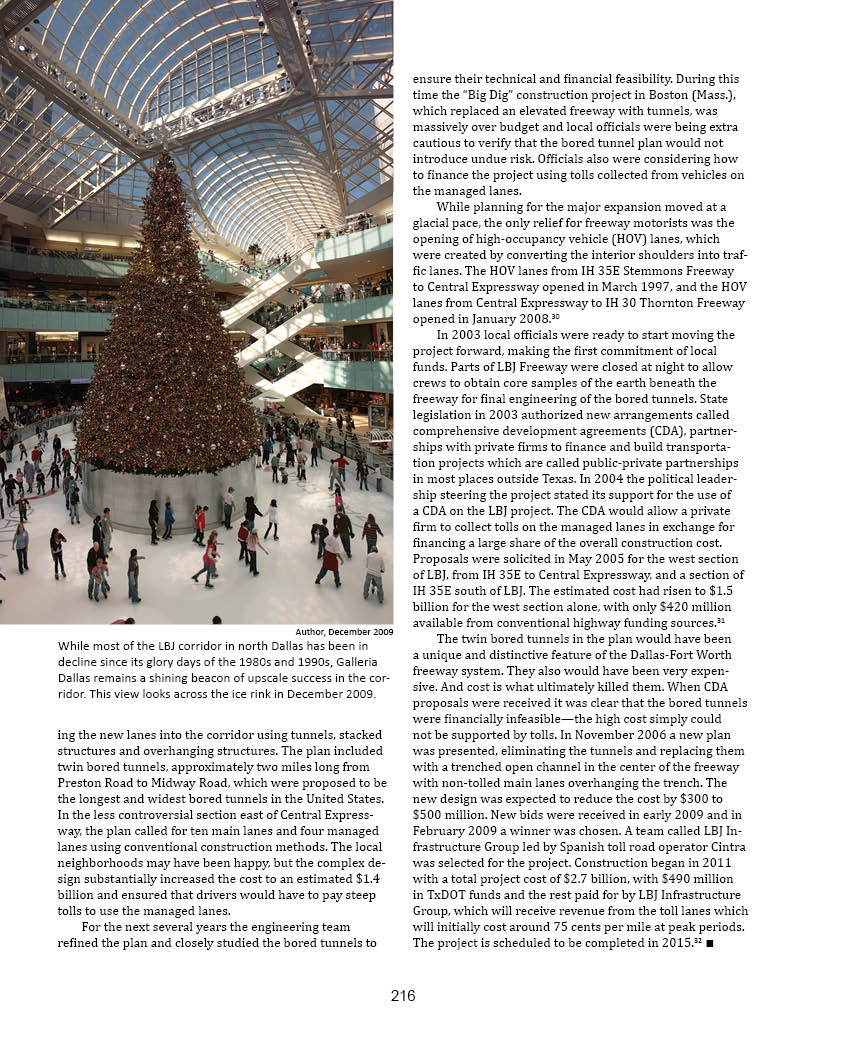 Author, December 2009
While most of the LBJ corridor in north Dallas has been in
decline since its glory days of the 1980s and 1990s, Galleria
Dallas remains a shining beacon of upscale success in the cor-
ridor. This view looks across the ice rink in December 2009.
ing the new lanes into the corridor using tunnels, stacked
structures and overhanging structures. The plan included
twin bored tunnels, approximately two miles long from
Preston Road to Midway Road, which were proposed to be
the longest and widest bored tunnels in the United States.
In the less controversial section east of Central Express-
way, the plan called for ten main lanes and four managed
lanes using conventional construction methods. The local
neighborhoods may have been happy, but the complex de-
sign substantially increased the cost to an estimated $1.4
billion and ensured that drivers would have to pay steep
tolls to use the managed lanes.
For the next several years the engineering team
refined the plan and closely studied the bored tunnels to
ensure their technical and financial feasibility. During this
time the “Big Dig” construction project in Boston (Mass.),
which replaced an elevated freeway with tunnels, was
massively over budget and local officials were being extra
cautious to verify that the bored tunnel plan would not
introduce undue risk. Officials also were considering how
to finance the project using tolls collected from vehicles on
the managed lanes.
While planning for the major expansion moved at a
glacial pace, the only relief for freeway motorists was the
opening of high-occupancy vehicle (HOV) lanes, which
were created by converting the interior shoulders into traf-
fic lanes. The HOV lanes from IH 35E Stemmons Freeway
to Central Expressway opened in March 1997, and the HOV
lanes from Central Expressway to IH 30 Thornton Freeway
opened in January 2008.³⁰
In 2003 local officials were ready to start moving the
project forward, making the first commitment of local
funds. Parts of LBJ Freeway were closed at night to allow
crews to obtain core samples of the earth beneath the
freeway for final engineering of the bored tunnels. State
legislation in 2003 authorized new arrangements called
comprehensive development agreements (CDA), partner-
ships with private firms to finance and build transporta-
tion projects which are called public-private partnerships
in most places outside Texas. In 2004 the political leader-
ship steering the project stated its support for the use of
a CDA on the LBJ project. The CDA would allow a private
firm to collect tolls on the managed lanes in exchange for
financing a large share of the overall construction cost.
Proposals were solicited in May 2005 for the west section
of LBJ, from IH 35E to Central Expressway, and a section of
IH 35E south of LBJ. The estimated cost had risen to $1.5
billion for the west section alone, with only $420 million
available from conventional highway funding sources.³¹
The twin bored tunnels in the plan would have been
a unique and distinctive feature of the Dallas-Fort Worth
freeway system. They also would have been very expen-
sive. And cost is what ultimately killed them. When CDA
proposals were received it was clear that the bored tunnels
were financially infeasible—the high cost simply could
not be supported by tolls. In November 2006 a new plan
was presented, eliminating the tunnels and replacing them
with a trenched open channel in the center of the freeway
with non-tolled main lanes overhanging the trench. The
new design was expected to reduce the cost by $300 to
$500 million. New bids were received in early 2009 and in
February 2009 a winner was chosen. A team called LBJ In-
frastructure Group led by Spanish toll road operator Cintra
was selected for the project. Construction began in 2011
with a total project cost of $2.7 billion, with $490 million
in TxDOT funds and the rest paid for by LBJ Infrastructure
Group, which will receive revenue from the toll lanes which
will initially cost around 75 cents per mile at peak periods.
The project is scheduled to be completed in 2015.³² ■
216